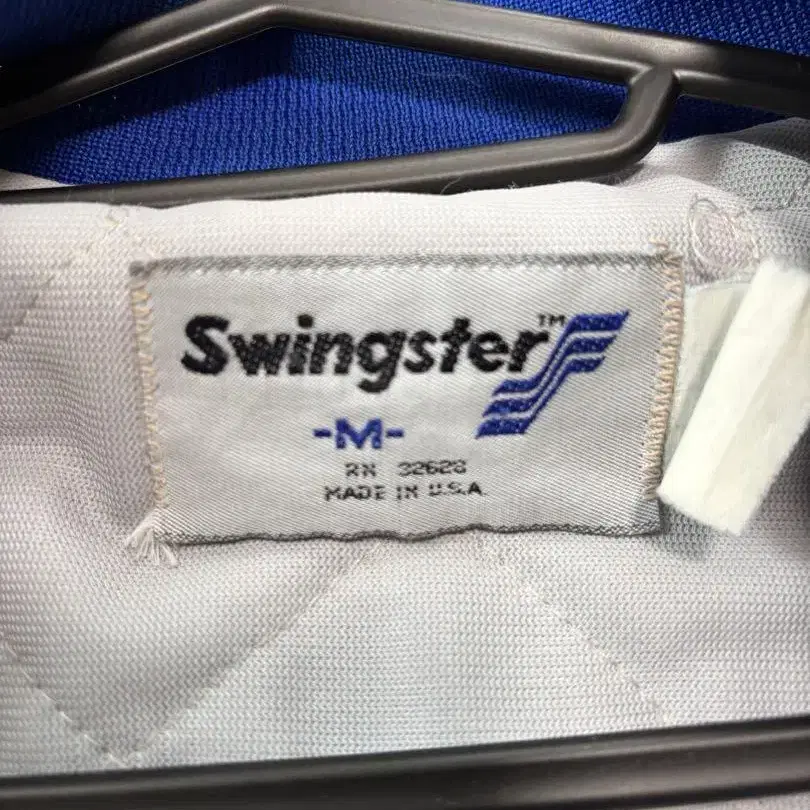 Swingster™
-M-
RN 32628
MADE IN U.S.A